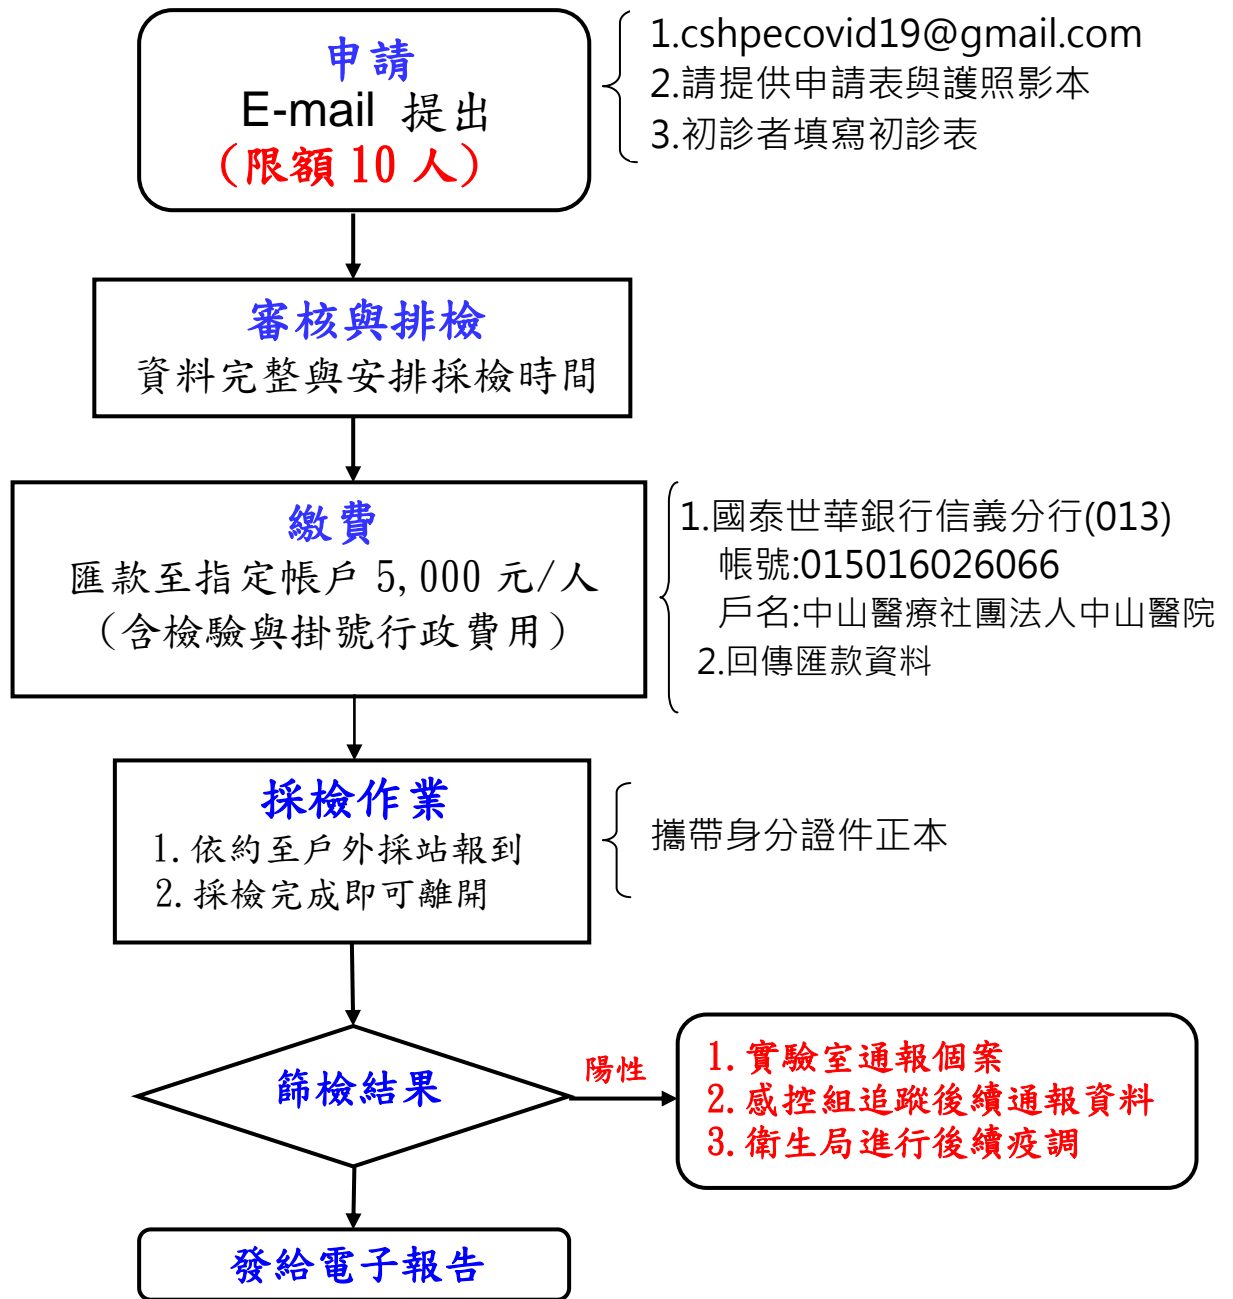 申請
E-mail 提出
(限額 10 人)
1.cshpecovid19@gmail.com
2.請提供申請表與護照影本
3.初診者填寫初診表
審核與排檢
資料完整與安排採檢時間
繳費
匯款至指定帳戶 5,000 元/人
(含檢驗與掛號行政費用)
1.國泰世華銀行信義分行(013)
帳號:015016026066
戶名:中山醫療社團法人中山醫院
2.回傳匯款資料
採檢作業
1.依約至戶外採站報到
2.採檢完成即可離開
攜帶身分證件正本
篩檢結果
陽性
1.實驗室通報個案
2.感控組追蹤後續通報資料
3.衛生局進行後續疫調
發給電子報告